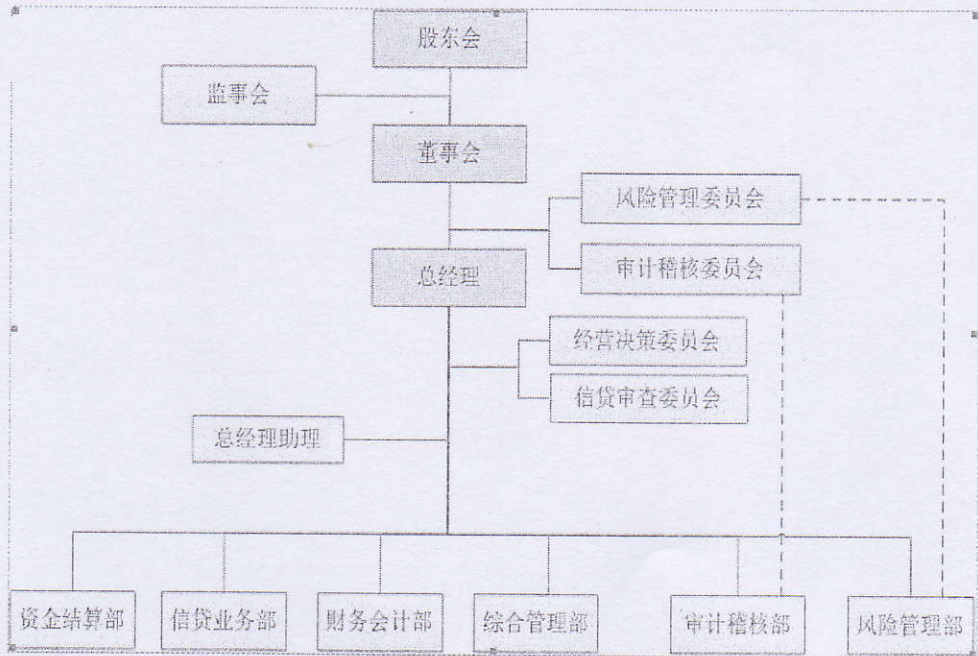 股东会
监事会
董事会
风险管理委员会
总经理
审计稽核委员会
经营决策委员会
信贷审查委员会
总经理助理
资金结算部
信贷业务部
财务会计部
综合管理部
审计稽核部
风险管理部